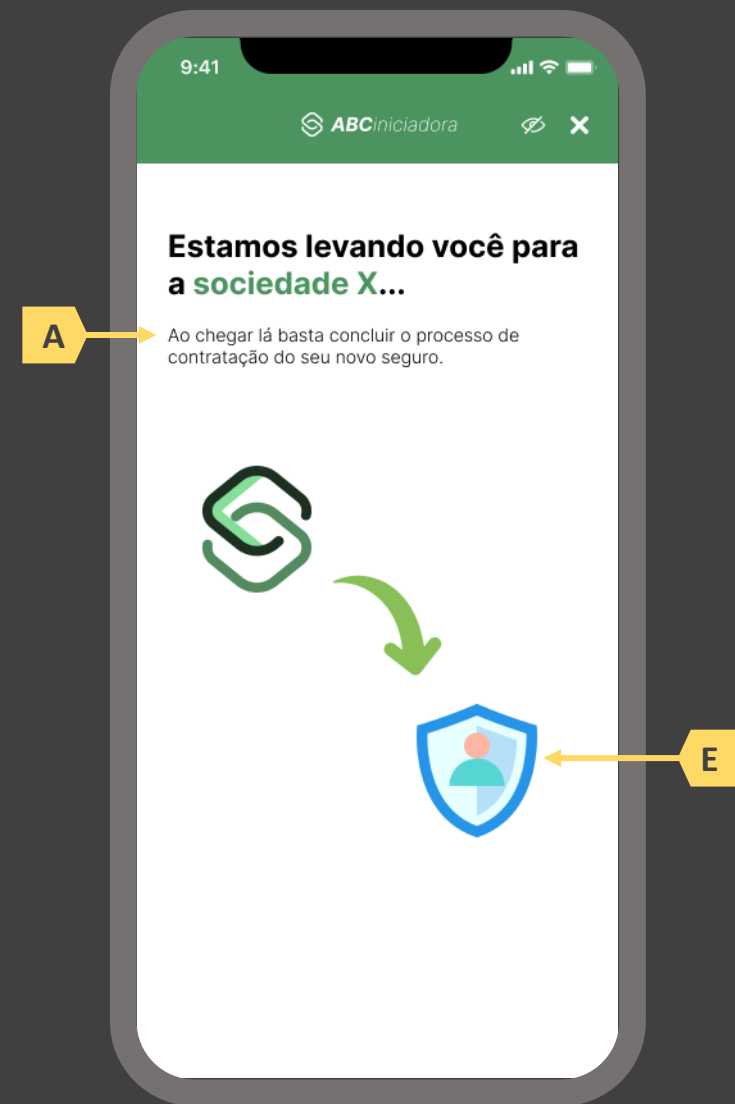 9:41
ABCiniciadora
Estamos levando você para
a sociedade X...
A
Ao chegar lá basta concluir o processo de
contratação do seu novo seguro.
E